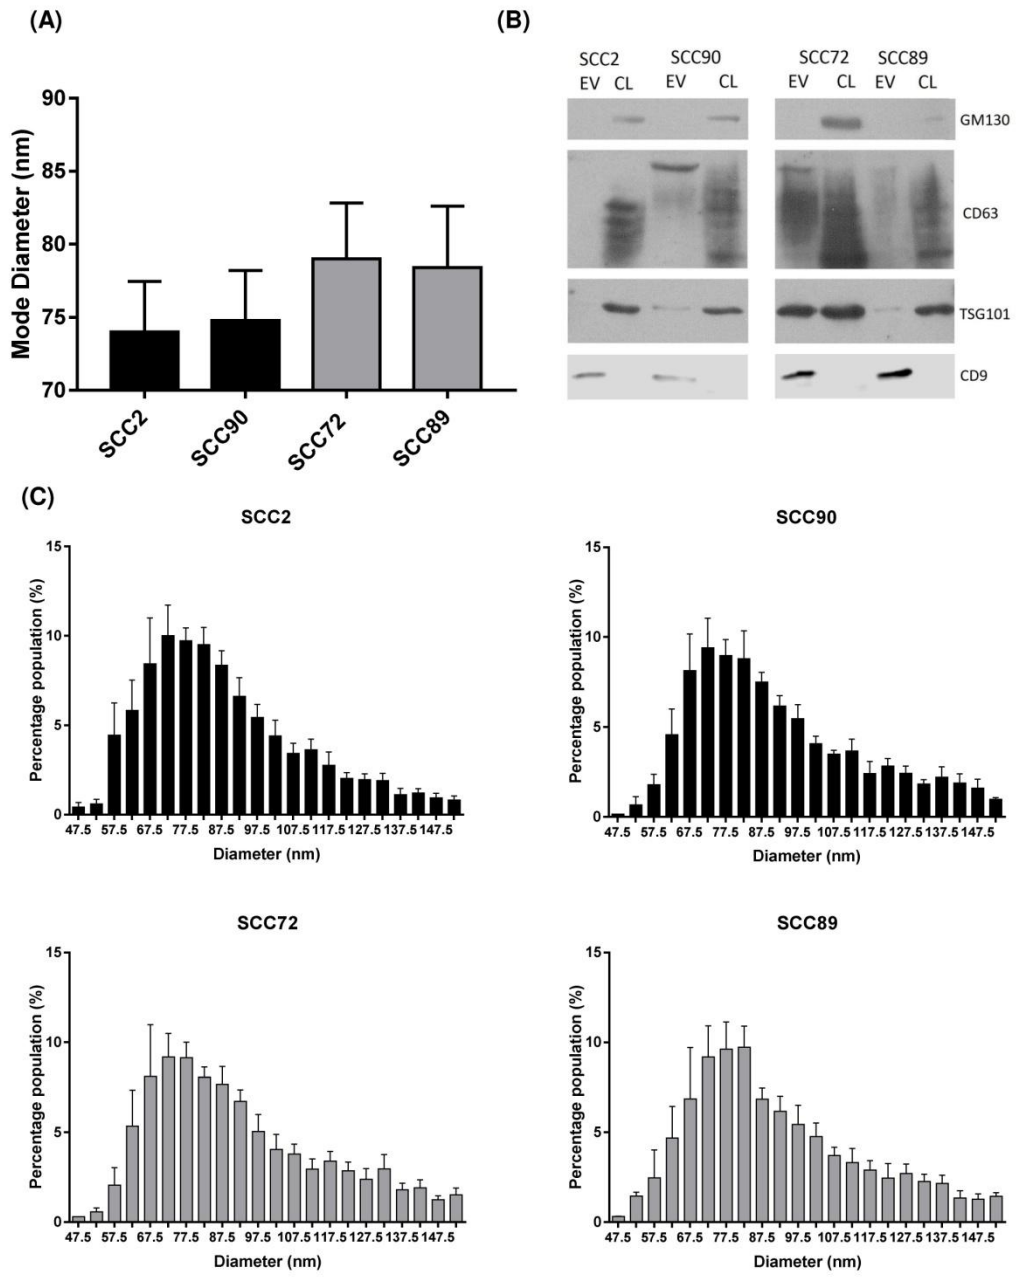 (A)
90
85
80
75
70
Mode Diameter (nm)
SCC2
SCC90
SCC72
SCC89
(B)
SCC2 SCC90 SCC72 SCC89
EV CL EV CL EV CL EV CL
GM130
CD63
TSG101
CD9
(C)
SCC2
15
10
5
0
Percentage population (%)
47.5 57.5 67.5 77.5 87.5 97.5 107.5 117.5 127.5 137.5 147.5
Diameter (nm)
SCC90
15
10
5
0
Percentage population (%)
47.5 57.5 67.5 77.5 87.5 97.5 107.5 117.5 127.5 137.5 147.5
Diameter (nm)
SCC72
15
10
5
0
Percentage population (%)
47.5 57.5 67.5 77.5 87.5 97.5 107.5 117.5 127.5 137.5 147.5
Diameter (nm)
SCC89
15
10
5
0
Percentage population (%)
47.5 57.5 67.5 77.5 87.5 97.5 107.5 117.5 127.5 137.5 147.5
Diameter (nm)